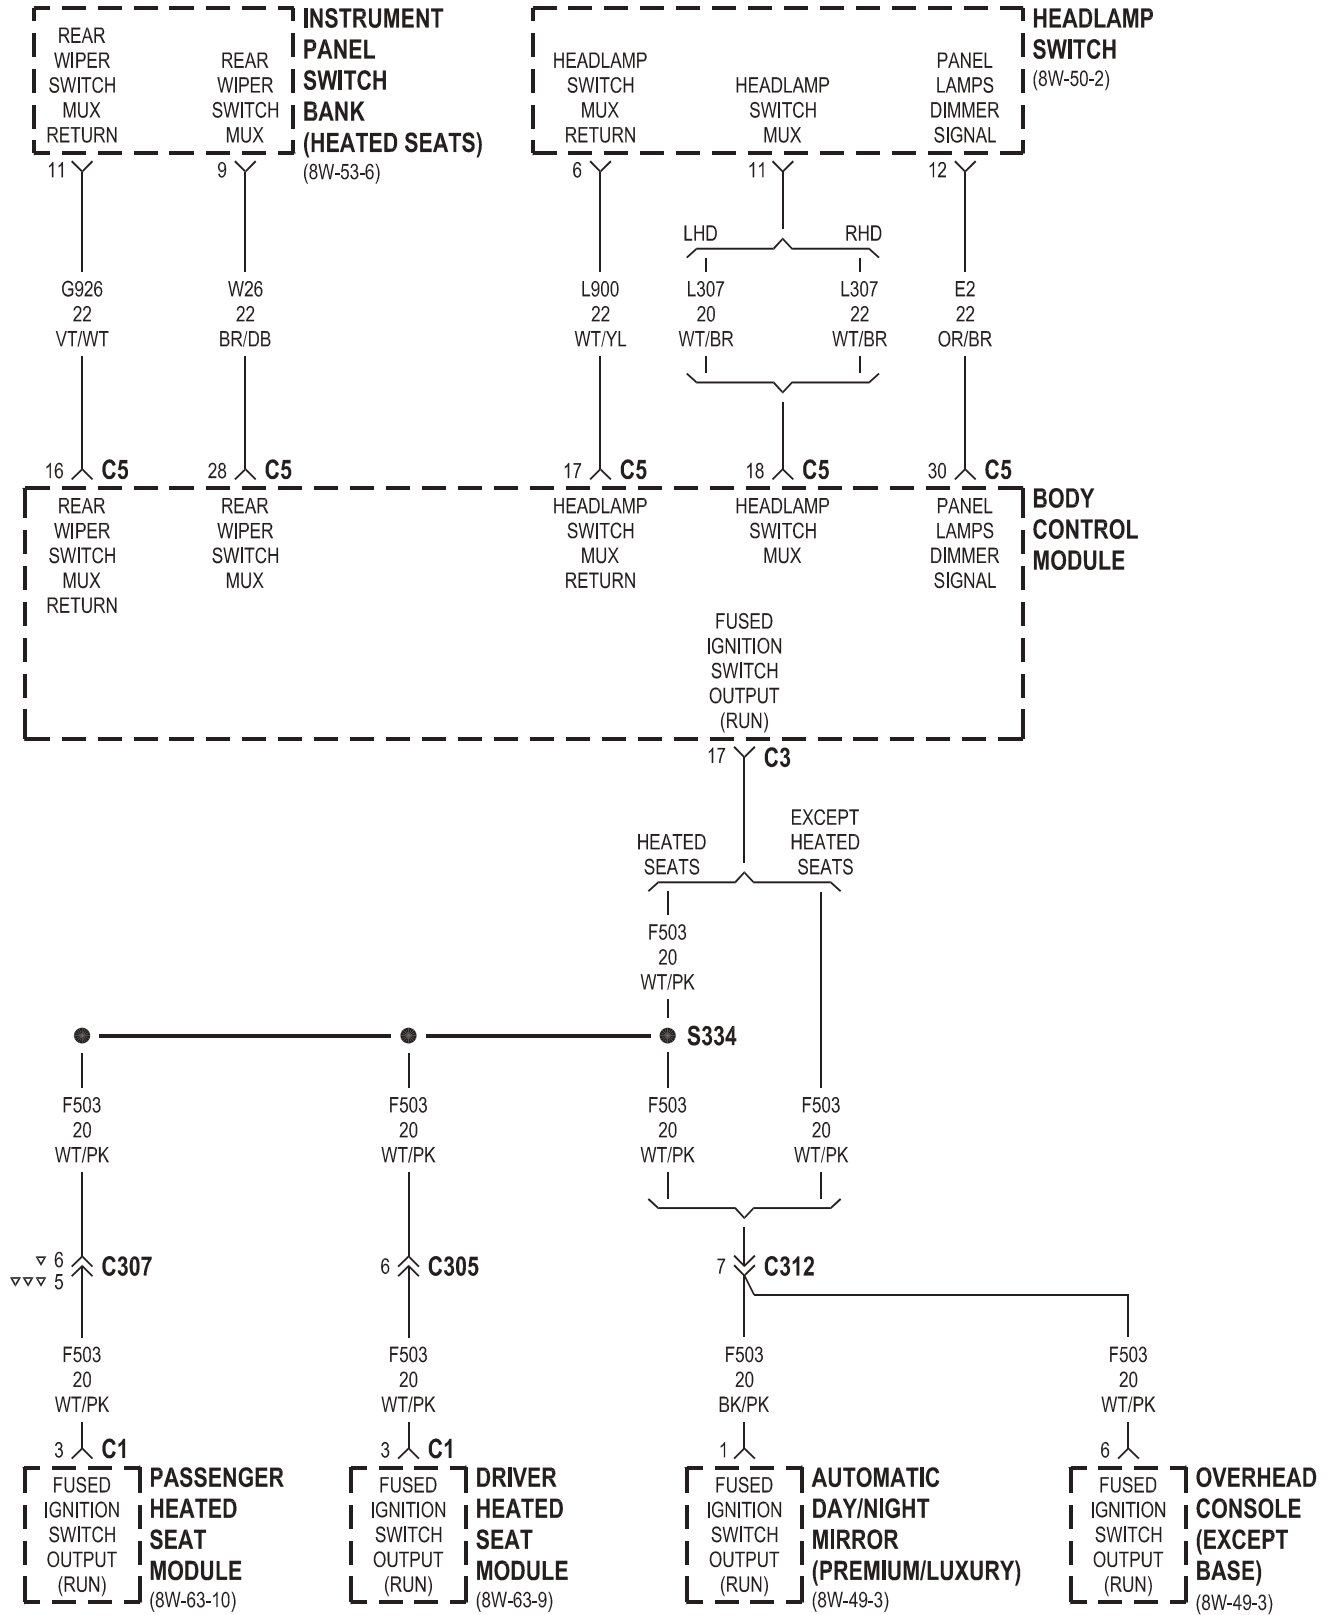 REAR
WIPER
SWITCH
MUX
RETURN
REAR
WIPER
SWITCH
MUX
INSTRUMENT
PANEL
SWITCH
BANK
(HEATED SEATS)
(8W-53-6)
HEADLAMP
SWITCH
MUX
RETURN
HEADLAMP
SWITCH
MUX
PANEL
LAMPS
DIMMER
SIGNAL
HEADLAMP
SWITCH
(8W-50-2)
11
9
6
11
12
LHD
RHD
G926
22
VT/WT
W26
22
BR/DB
L900
22
WT/YL
L307
20
WT/BR
L307
22
WT/BR
E2
22
OR/BR
16 C5
28 C5
17 C5
18 C5
30 C5
REAR
WIPER
SWITCH
MUX
RETURN
REAR
WIPER
SWITCH
MUX
HEADLAMP
SWITCH
MUX
RETURN
HEADLAMP
SWITCH
MUX
PANEL
LAMPS
DIMMER
SIGNAL
BODY
CONTROL
MODULE
FUSED
IGNITION
SWITCH
OUTPUT
(RUN)
17 C3
HEATED
SEATS
EXCEPT
HEATED
SEATS
F503
20
WT/PK
S334
F503
20
WT/PK
F503
20
WT/PK
F503
20
WT/PK
F503
20
WT/PK
▽ 6
▽▽▽ 5
C307
6 C305
7 C312
F503
20
WT/PK
F503
20
WT/PK
F503
20
BK/PK
F503
20
WT/PK
3 C1
3 C1
1
6
FUSED
IGNITION
SWITCH
OUTPUT
(RUN)
PASSENGER
HEATED
SEAT
MODULE
(8W-63-10)
FUSED
IGNITION
SWITCH
OUTPUT
(RUN)
DRIVER
HEATED
SEAT
MODULE
(8W-63-9)
FUSED
IGNITION
SWITCH
OUTPUT
(RUN)
AUTOMATIC
DAY/NIGHT
MIRROR
(PREMIUM/LUXURY)
(8W-49-3)
FUSED
IGNITION
SWITCH
OUTPUT
(RUN)
OVERHEAD
CONSOLE
(EXCEPT
BASE)
(8W-49-3)